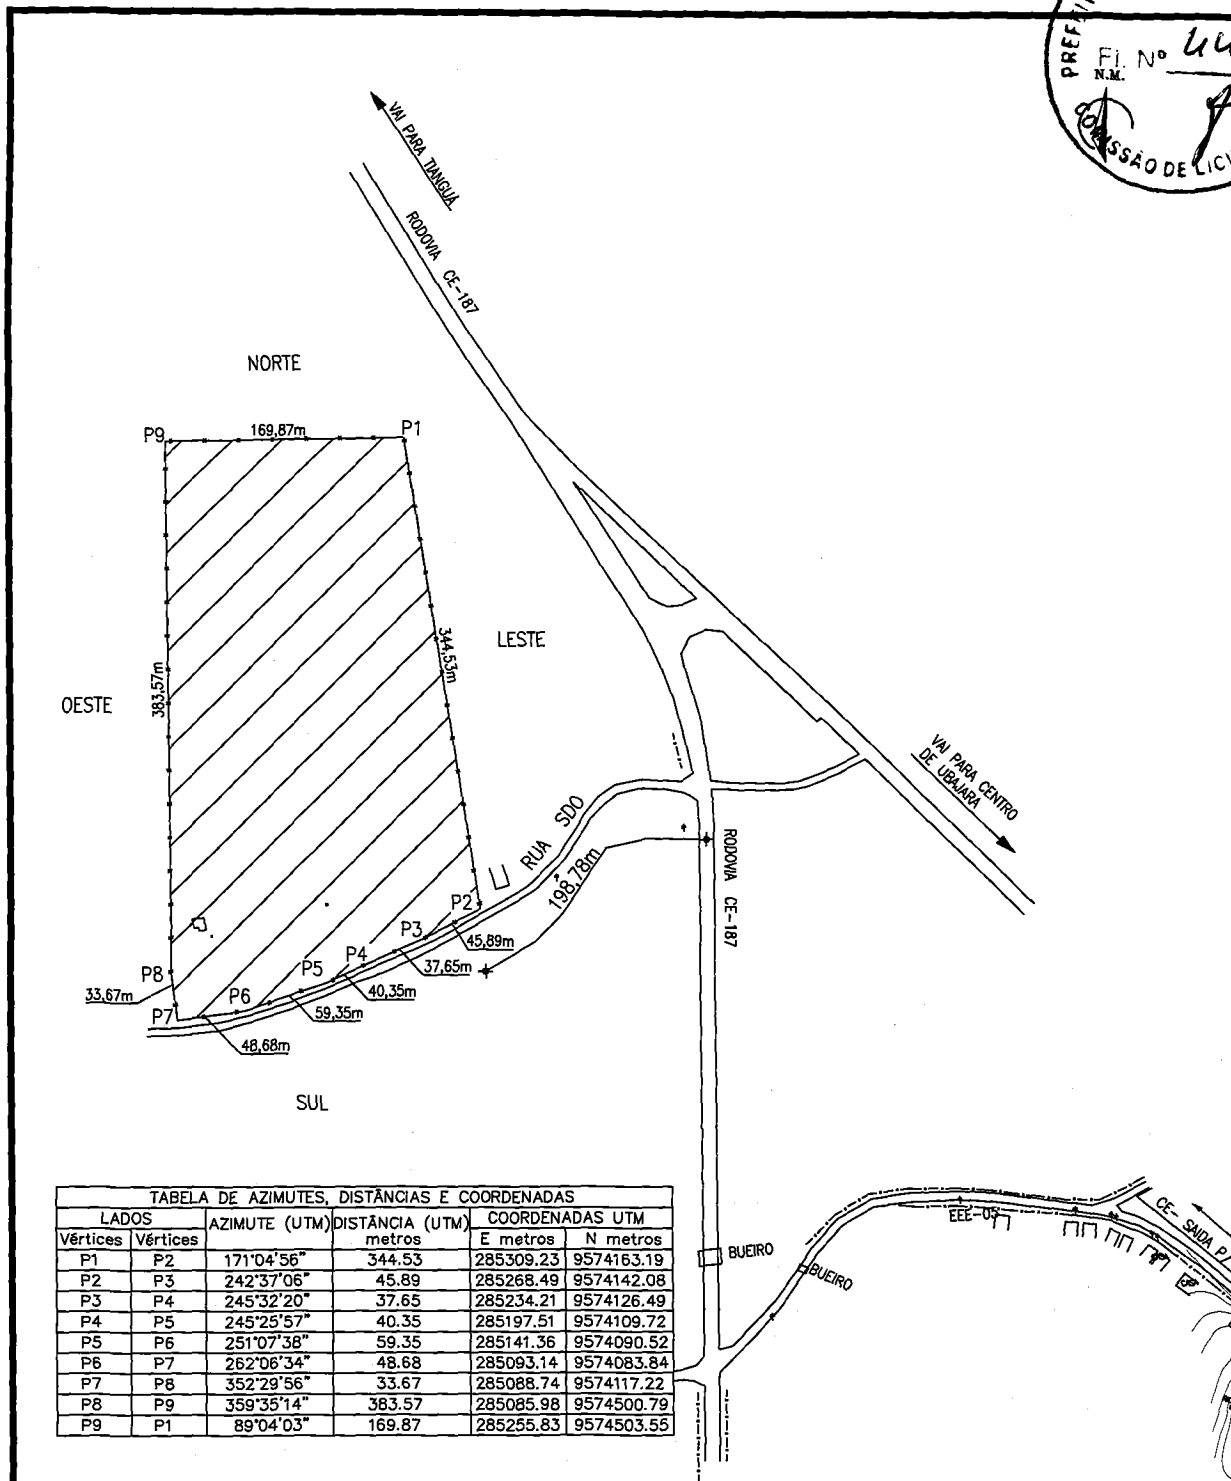 PREFEI
Fl. Nº 44
N.M.
COMISSÃO DE LICI
VAI PARA TIANGUÁ
RODOVIA CE-187
NORTE
P9
169,87m
P1
344,53m
LESTE
383,57m
OESTE
VAI PARA CENTRO
DE UBAJARA
RUA SDO
198,78m
RODOVIA CE-187
P2
45,89m
P3
37,65m
P4
P8
P5
40,35m
33,67m
P6
59,35m
P7
48,68m
SUL
TABELA DE AZIMUTES, DISTÂNCIAS E COORDENADAS
LADOS AZIMUTE (UTM) DISTÂNCIA (UTM) metros COORDENADAS UTM
Vértices Vértices E metros N metros
P1 P2 171°04'56" 344.53 285309.23 9574163.19
P2 P3 242°37'06" 45.89 285268.49 9574142.08
P3 P4 245°32'20" 37.65 285234.21 9574126.49
P4 P5 245°25'57" 40.35 285197.51 9574109.72
P5 P6 251°07'38" 59.35 285141.36 9574090.52
P6 P7 262°06'34" 48.68 285093.14 9574083.84
P7 P8 352°29'56" 33.67 285088.74 9574117.22
P8 P9 359°35'14" 383.57 285085.98 9574500.79
P9 P1 89°04'03" 169.87 285255.83 9574503.55
EEE-05
CE- SAIDA PA
BUEIRO
BUEIRO